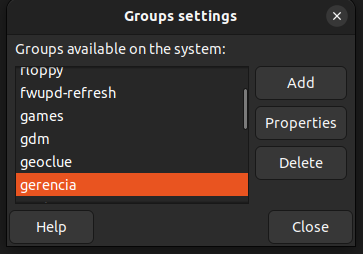 Groups settings
Groups available on the system:
floppy
fwupd-refresh
games
gdm
geoclue
gerencia
Add
Properties
Delete
Help
Close